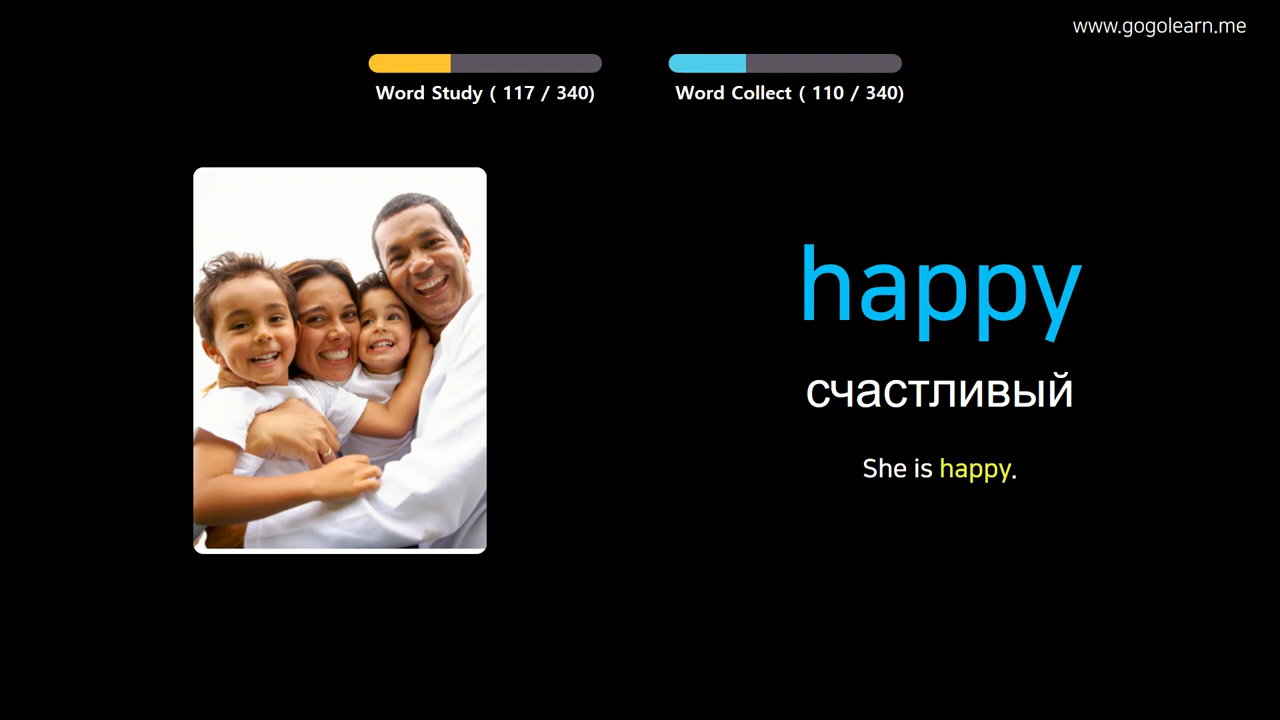 www.gogolearn.me
Word Study ( 117 / 340)
Word Collect ( 110 / 340)
happy
счастливый
She is happy.